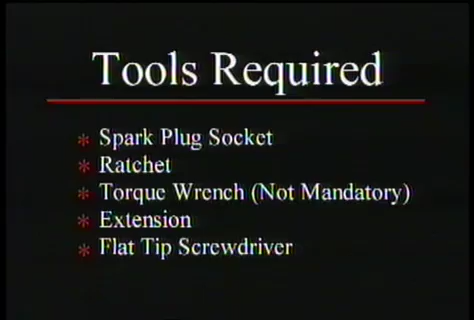 Tools Required
* Spark Plug Socket
* Ratchet
* Torque Wrench (Not Mandatory)
* Extension
* Flat Tip Screwdriver